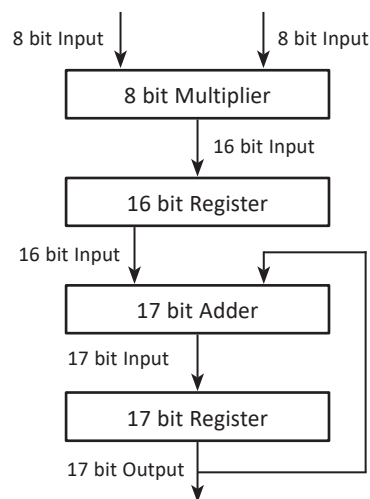 8 bit Input
8 bit Input
8 bit Multiplier
16 bit Input
16 bit Register
16 bit Input
17 bit Adder
17 bit Input
17 bit Register
17 bit Output